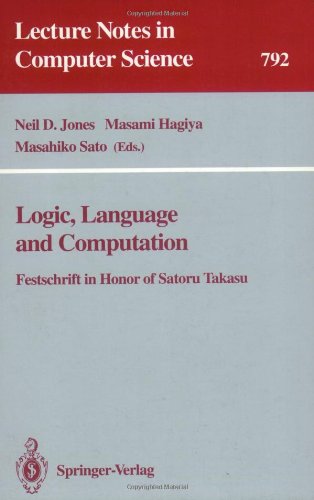 Lecture Notes in
Computer Science 792
Neil D. Jones Masami Hagiya
Masahiko Sato (Eds.)
Logic, Language
and Computation
Festschrift in Honor of Satoru Takasu
Springer-Verlag